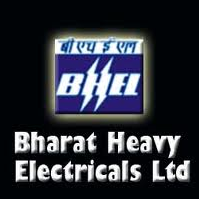 बी एच ई एल
BHEL
Bharat Heavy
Electricals Ltd